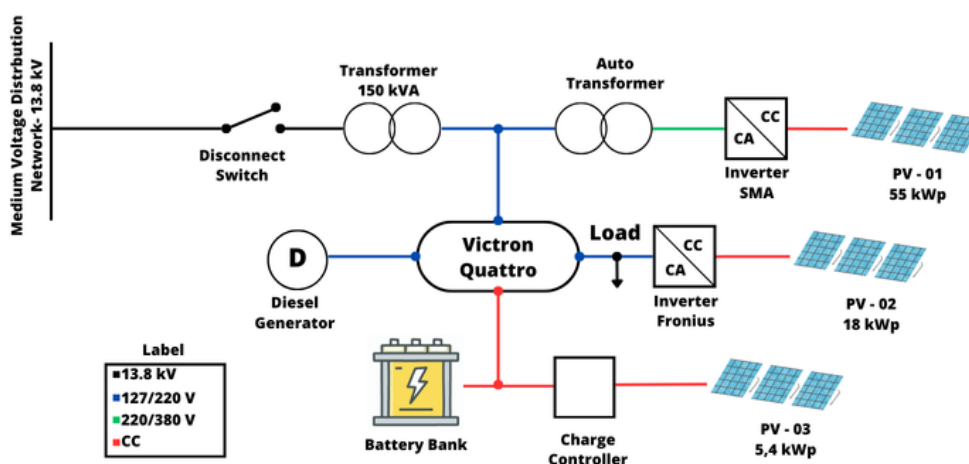 Medium Voltage Distrbution
Network- 13.8 kV
Transformer
150 kVA
Auto
Transformer
Disconnect
Switch
CC
CA
Inverter
SMA
PV - 01
55 kWp
D
Diesel
Generator
Victron
Quattro
Load
CC
CA
Inverter
Fronius
PV - 02
18 kWp
Label
13.8 kV
127/220 V
220/380 V
CC
Battery Bank
Charge
Controller
PV - 03
5,4 kWp